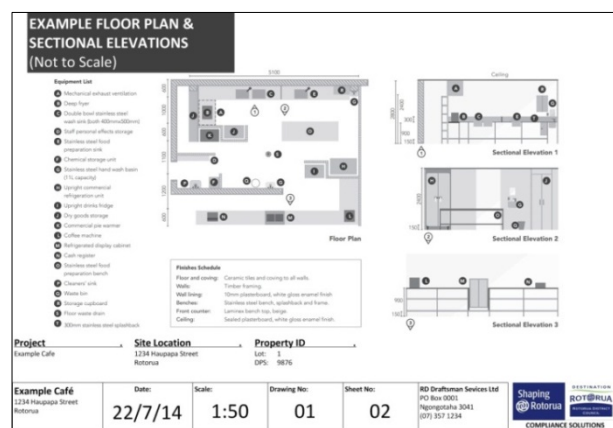 EXAMPLE FLOOR PLAN &
SECTIONAL ELEVATIONS
(Not to Scale)
Equipment List
A Mechanical exhaust ventilation
B Deep fryer
C Double bowl stainless steel
wash sink (both 400mmx300mm)
D Staff personal effects storage
E Stainless steel food
preparation sink
F Chemical storage unit
G Stainless steel hand wash basin
(11L capacity)
H Upright commercial
refrigeration unit
I Upright drinks fridge
J Dry goods storage
K Commercial pie warmer
L Coffee machine
M Refrigerated display cabinet
N Cash register
O Stainless steel food
preparation bench
P Cleaners' sink
Q Waste bin
R Storage cupboard
S Floor waste drain
T 300mm stainless steel splashback
5100
Floor Plan
Ceiling
Sectional Elevation 1
Sectional Elevation 2
Sectional Elevation 3
Finishes Schedule
Floor and coving: Ceramic tiles and coving to all walls
Walls: Timber framing
Wall lining: 10mm plasterboard, white gloss enamel finish
Benches: Stainless steel bench, splashback and frame.
Front counter: Laminex bench top, beige.
Ceiling: Sealed plasterboard, white gloss enamel finish.
Project
Example Cafe
Site Location
1234 Haupapa Street
Rotorua
Property ID
Lot: 1
DPS: 9876
Example Café
1234 Haupapa Street
Rotorua
Date:
22/7/14
Scale:
1:50
Drawing No:
01
Sheet No:
02
RD Draftsman Sevices Ltd
PO Box 0001
Ngongotaha 3041
(07) 357 1234
Shaping
Rotorua
DESTINATION
ROTORUA
ROTORUA DISTRICT
COUNCIL
COMPLIANCE SOLUTIONS